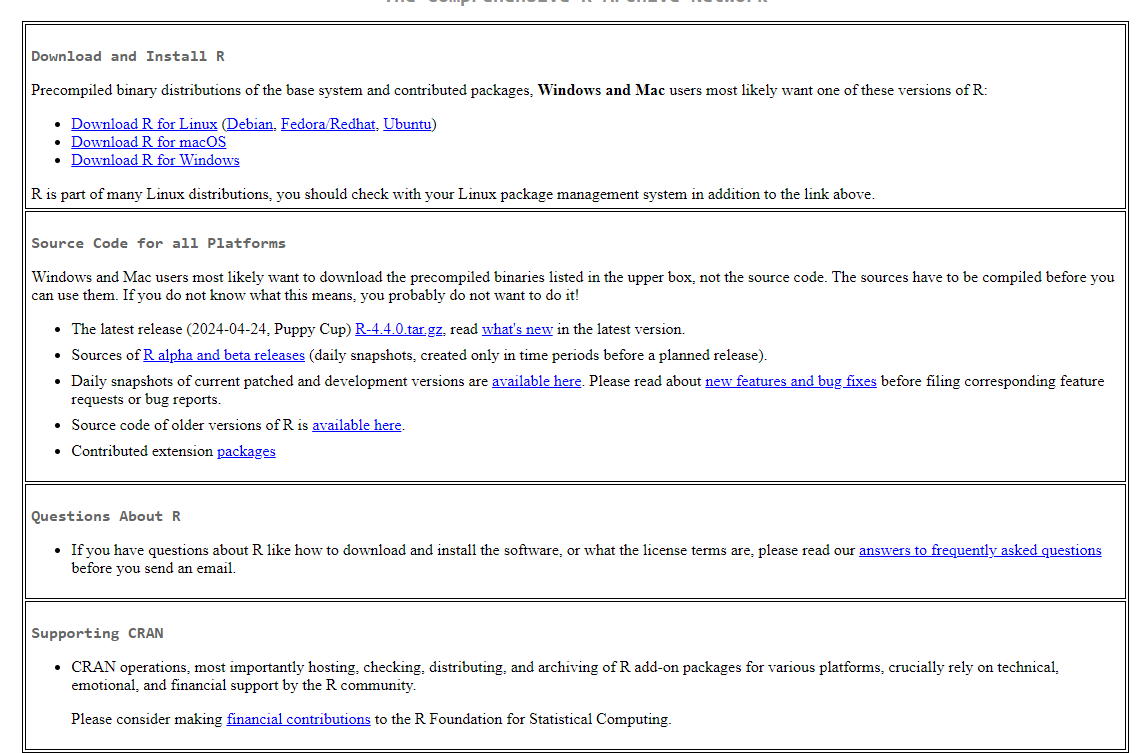 The Comprehensive R Archive Network
Download and Install R
Precompiled binary distributions of the base system and contributed packages, Windows and Mac users most likely want one of these versions of R:
Download R for Linux (Debian, Fedora/Redhat, Ubuntu)
Download R for macOS
Download R for Windows
R is part of many Linux distributions, you should check with your Linux package management system in addition to the link above.
Source Code for all Platforms
Windows and Mac users most likely want to download the precompiled binaries listed in the upper box, not the source code. The sources have to be compiled before you
can use them. If you do not know what this means, you probably do not want to do it!
The latest release (2024-04-24, Puppy Cup) R-4.4.0.tar.gz, read what's new in the latest version.
Sources of R alpha and beta releases (daily snapshots, created only in time periods before a planned release).
Daily snapshots of current patched and development versions are available here. Please read about new features and bug fixes before filing corresponding feature
requests or bug reports.
Source code of older versions of R is available here.
Contributed extension packages
Questions About R
If you have questions about R like how to download and install the software, or what the license terms are, please read our answers to frequently asked questions
before you send an email.
Supporting CRAN
CRAN operations, most importantly hosting, checking, distributing, and archiving of R add-on packages for various platforms, crucially rely on technical,
emotional, and financial support by the R community.
Please consider making financial contributions to the R Foundation for Statistical Computing.